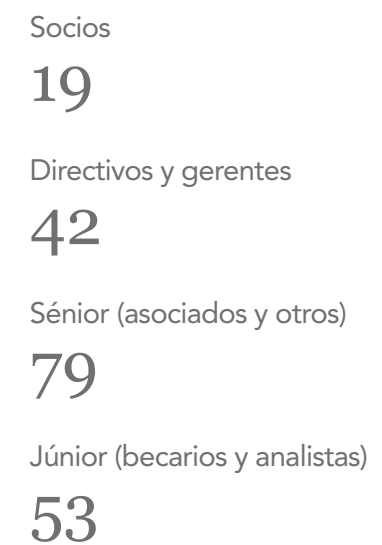 Socios
19
Directivos y gerentes
42
Sénior (asociados y otros)
79
Júnior (becarios y analistas)
53